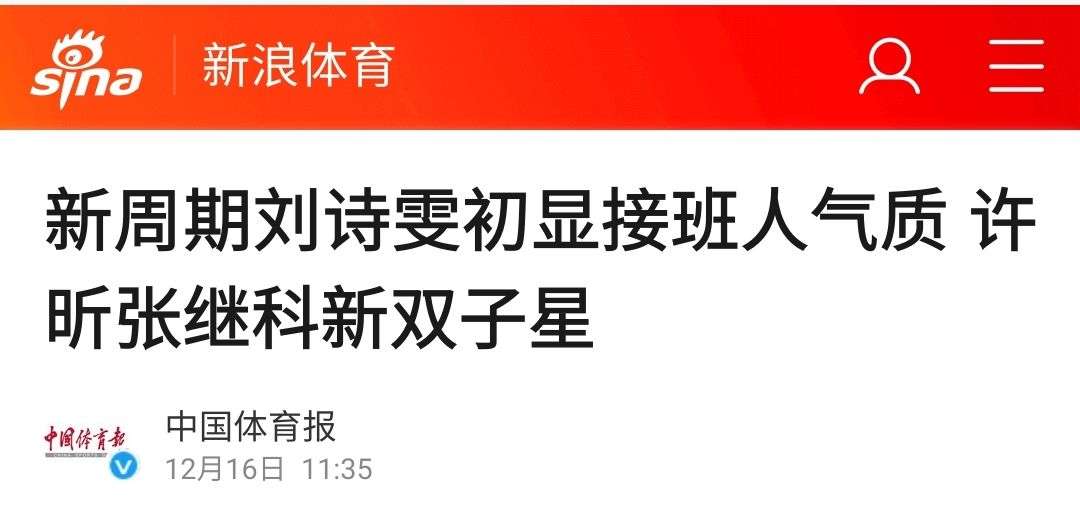 sina 新浪体育
新周期刘诗雯初显接班人气质 许
昕张继科新双子星
中国体育报
中国体育报
12月16日 11:35